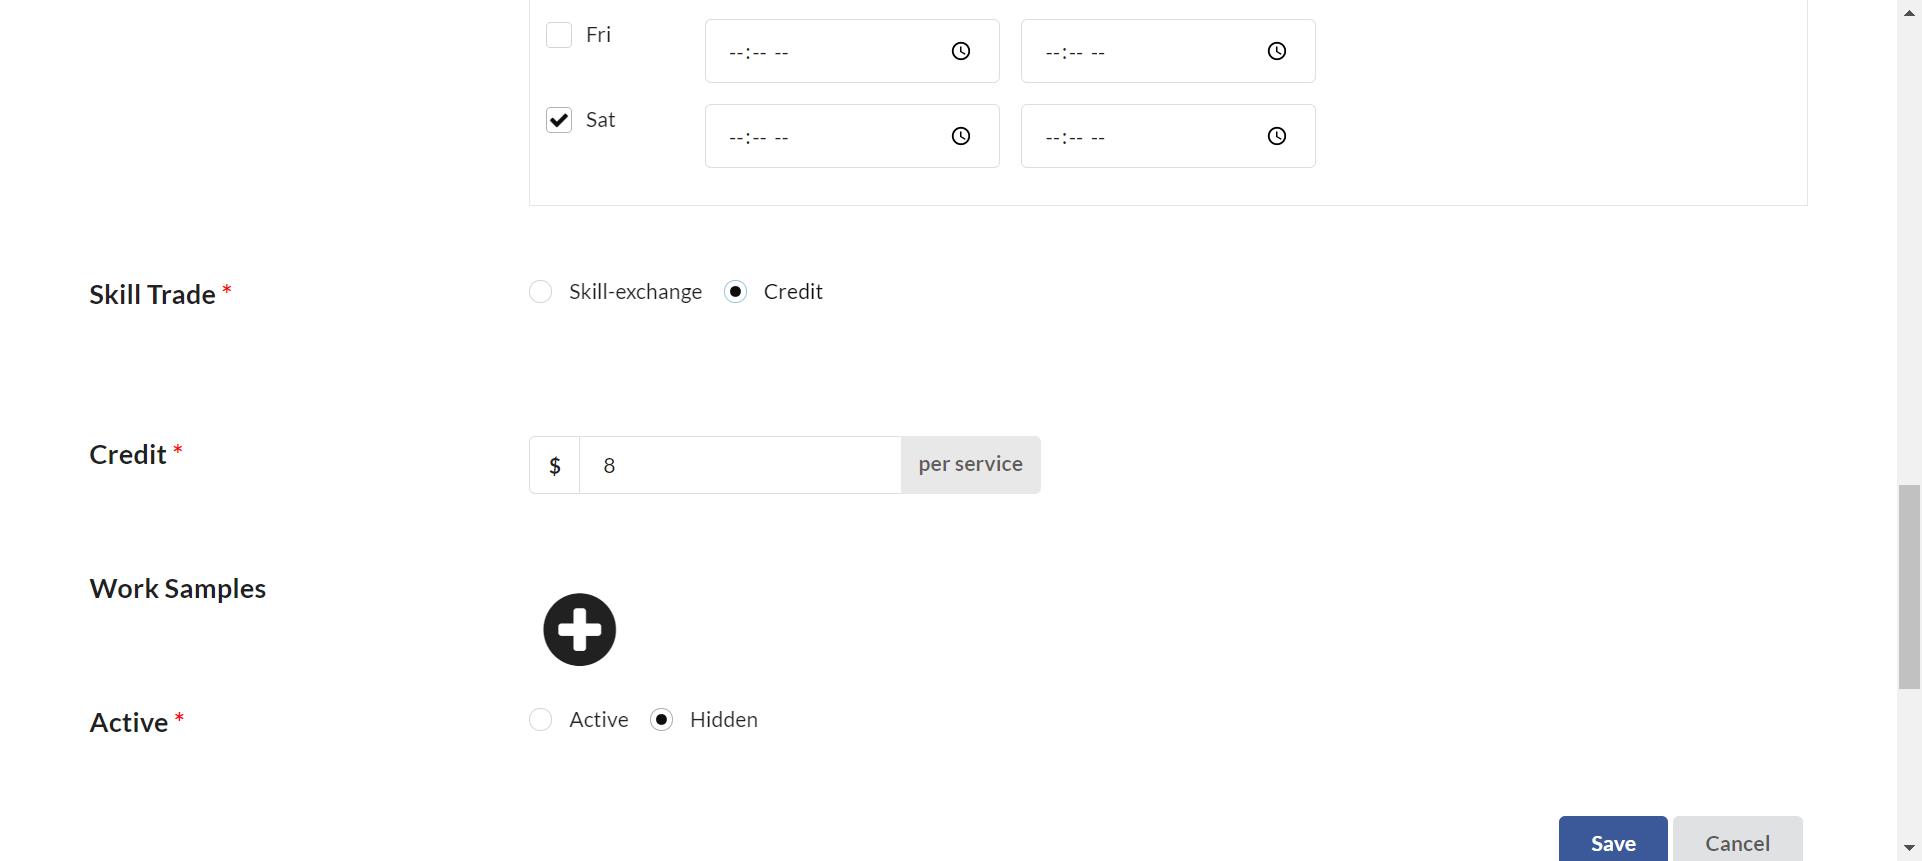 Fri --:-- -- --:-- --
Sat --:-- -- --:-- --
Skill Trade * Skill-exchange Credit
Credit * $ 8 per service
Work Samples
Active * Active Hidden
Save Cancel